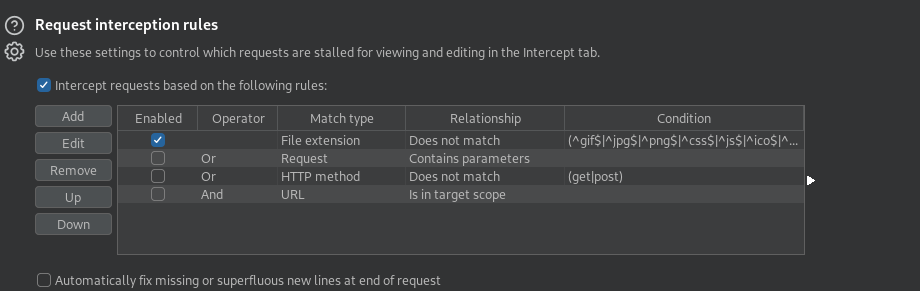 Request interception rules
Use these settings to control which requests are stalled for viewing and editing in the Intercept tab.
Intercept requests based on the following rules:
Add
Edit
Remove
Up
Down
Enabled Operator Match type Relationship Condition
File extension Does not match (^gif$|^jpg$|^png$|^css$|^js$|^ico$|^...
Or Request Contains parameters
Or HTTP method Does not match (get|post)
And URL Is in target scope
Automatically fix missing or superfluous new lines at end of request